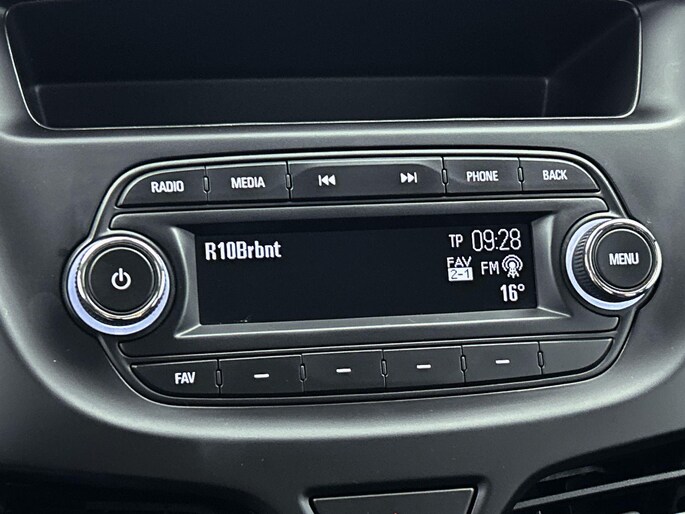 RADIO MEDIA PHONE BACK
R10Brbnt TP 09:28
FAV FM
2-1
16°
MENU
FAV